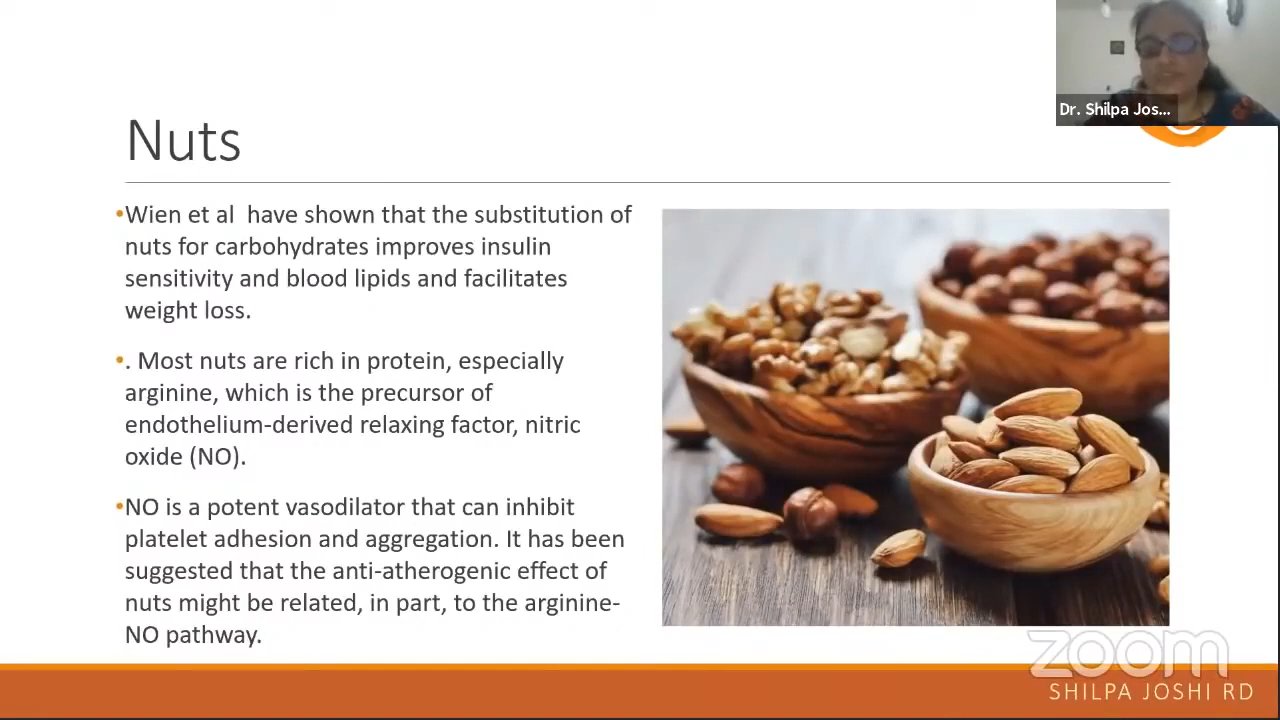 Dr. Shilpa Jos...
Nuts
•Wien et al  have shown that the substitution of
nuts for carbohydrates improves insulin
sensitivity and blood lipids and facilitates
weight loss.
•. Most nuts are rich in protein, especially
arginine, which is the precursor of
endothelium-derived relaxing factor, nitric
oxide (NO).
•NO is a potent vasodilator that can inhibit
platelet adhesion and aggregation. It has been
suggested that the anti-atherogenic effect of
nuts might be related, in part, to the arginine-
NO pathway.
zoom
SHILPA JOSHI RD